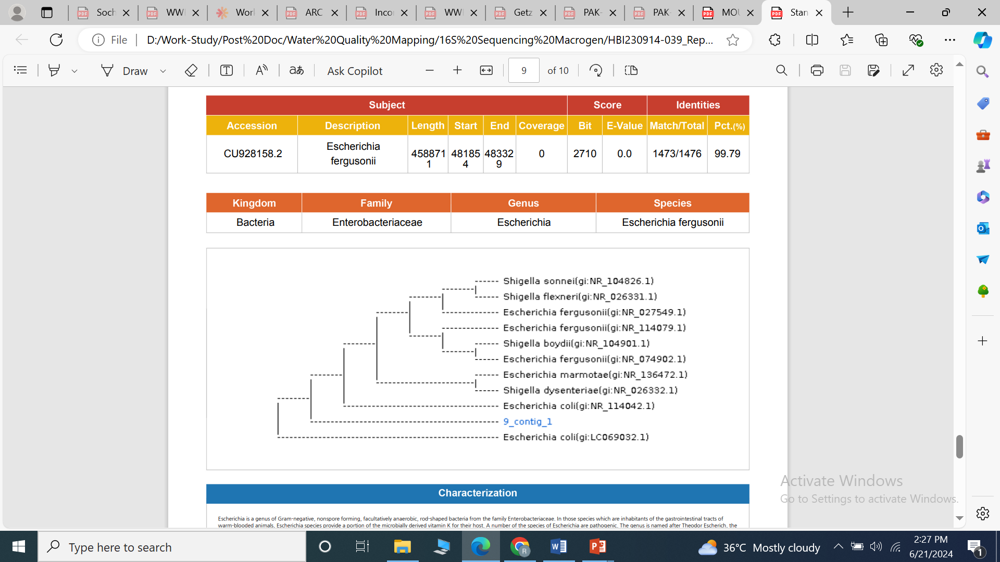 Soch
WWI
Worl
ARC
Inco
WWI
Getz
PAK-
PAK-
MOU
Stan
File
D:/Work-Study/Post%20Doc/Water%20Quality%20Mapping/16S%20Sequencing%20Macrogen/HBI230914-039_Rep...
Draw
Ask Copilot
9
of 10
Subject Score Identities
Accession Description Length Start End Coverage Bit E-Value Match/Total Pct.(%)
CU928158.2 Escherichia fergusonii 4588711 481854 483329 0 2710 0.0 1473/1476 99.79
Kingdom Family Genus Species
Bacteria Enterobacteriaceae Escherichia Escherichia fergusonii
Shigella sonnei(gi:NR_104826.1)
Shigella flexneri(gi:NR_026331.1)
Escherichia fergusonii(gi:NR_027549.1)
Escherichia fergusonii(gi:NR_114079.1)
Shigella boydii(gi:NR_104901.1)
Escherichia fergusonii(gi:NR_074902.1)
Escherichia marmotae(gi:NR_136472.1)
Shigella dysenteriae(gi:NR_026332.1)
Escherichia coli(gi:NR_114042.1)
9_contig_1
Escherichia coli(gi:LC069032.1)
Characterization
Escherichia is a genus of Gram-negative, nonspore forming, facultatively anaerobic, rod-shaped bacteria from the family Enterobacteriaceae. In those species which are inhabitants of the gastrointestinal tracts of
warm-blooded animals, Escherichia species provide a portion of the microbially derived vitamin K for their host. A number of the species of Escherichia are pathogenic. The genus is named after Theodor Escherich, the
Activate Windows
Go to Settings to activate Windows.
Type here to search
36°C Mostly cloudy
2:27 PM
6/21/2024
1